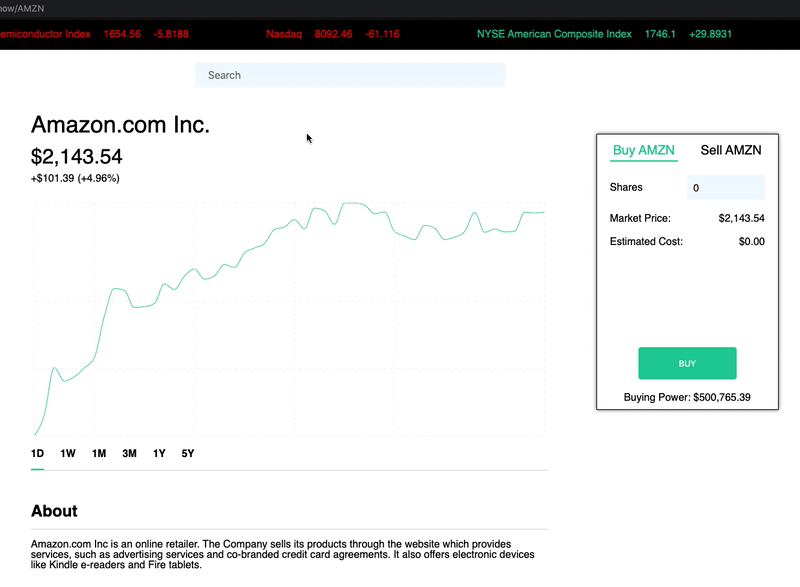 now/AMZN
emiconductor Index 1654.56 -5.8188 Nasdaq 8092.46 -61.116 NYSE American Composite Index 1746.1 +29.8931
Search
Amazon.com Inc.
$2,143.54
+$101.39 (+4.96%)
Buy AMZN Sell AMZN
Shares 0
Market Price: $2,143.54
Estimated Cost: $0.00
BUY
Buying Power: $500,765.39
1D 1W 1M 3M 1Y 5Y
About
Amazon.com Inc is an online retailer. The Company sells its products through the website which provides
services, such as advertising services and co-branded credit card agreements. It also offers electronic devices
like Kindle e-readers and Fire tablets.